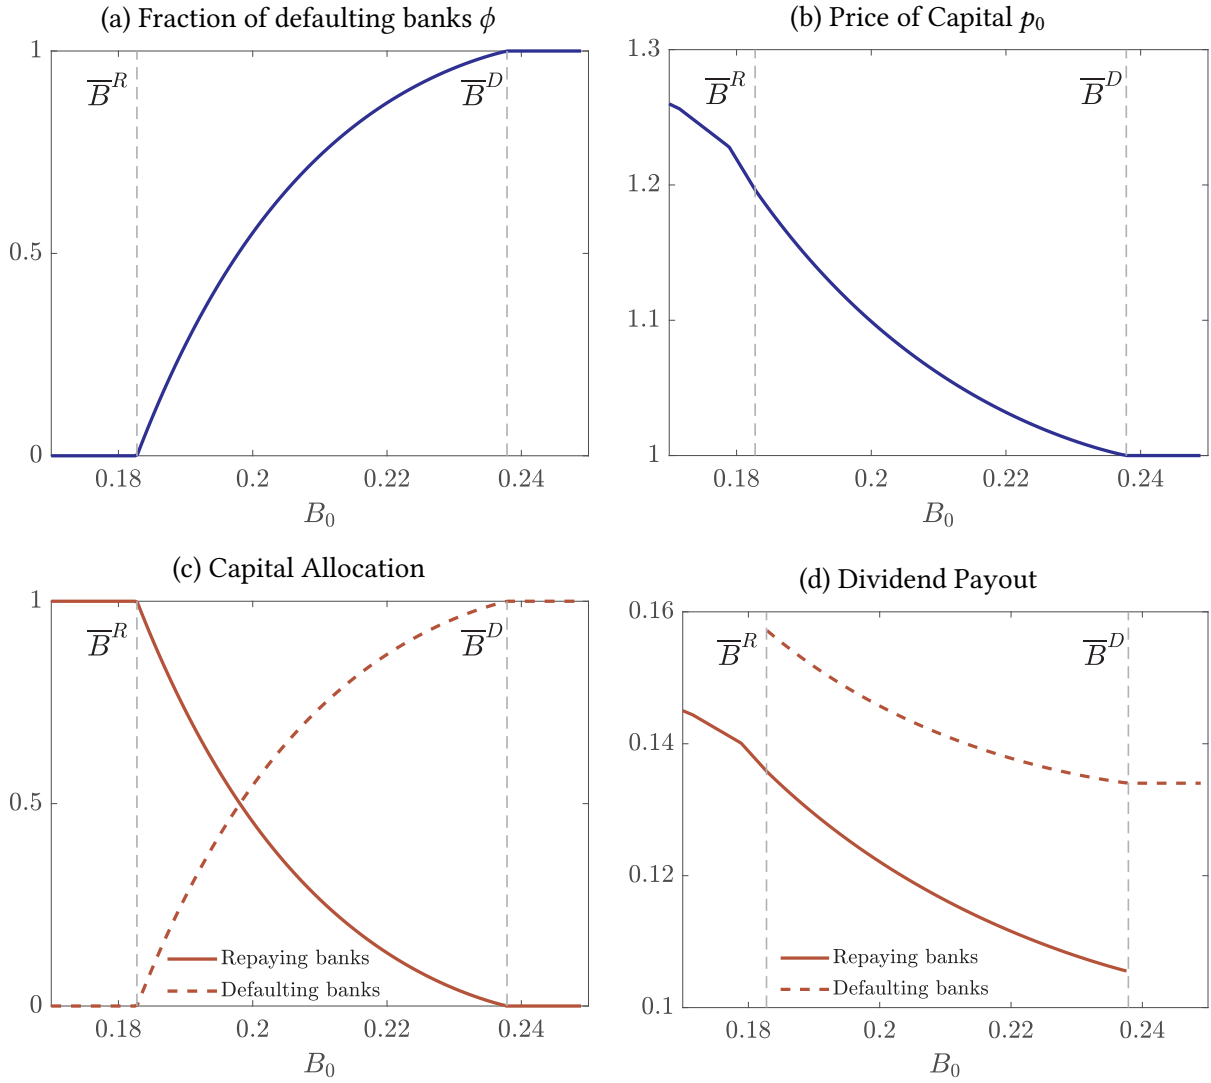 (a) Fraction of defaulting banks ϕ
1
0.5
0
B̅ᴿ
B̅ᴰ
0.18 0.2 0.22 0.24
B₀
(b) Price of Capital p₀
1.3
1.2
1.1
1
B̅ᴿ
B̅ᴰ
0.18 0.2 0.22 0.24
B₀
(c) Capital Allocation
1
0.5
0
B̅ᴿ
B̅ᴰ
Repaying banks
Defaulting banks
0.18 0.2 0.22 0.24
B₀
(d) Dividend Payout
0.16
0.14
0.12
0.1
B̅ᴿ
B̅ᴰ
Repaying banks
Defaulting banks
0.18 0.2 0.22 0.24
B₀